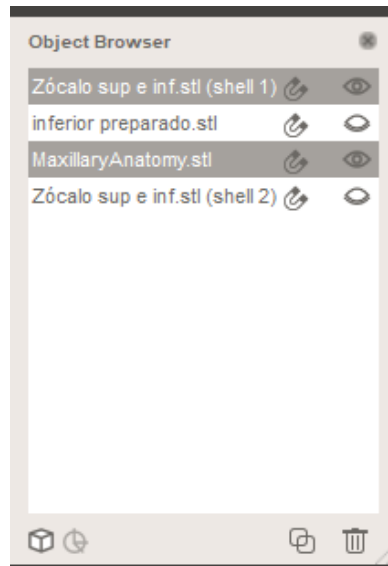 Object Browser
Zócalo sup e inf.stl (shell 1)
inferior preparado.stl
MaxillaryAnatomy.stl
Zócalo sup e inf.stl (shell 2)